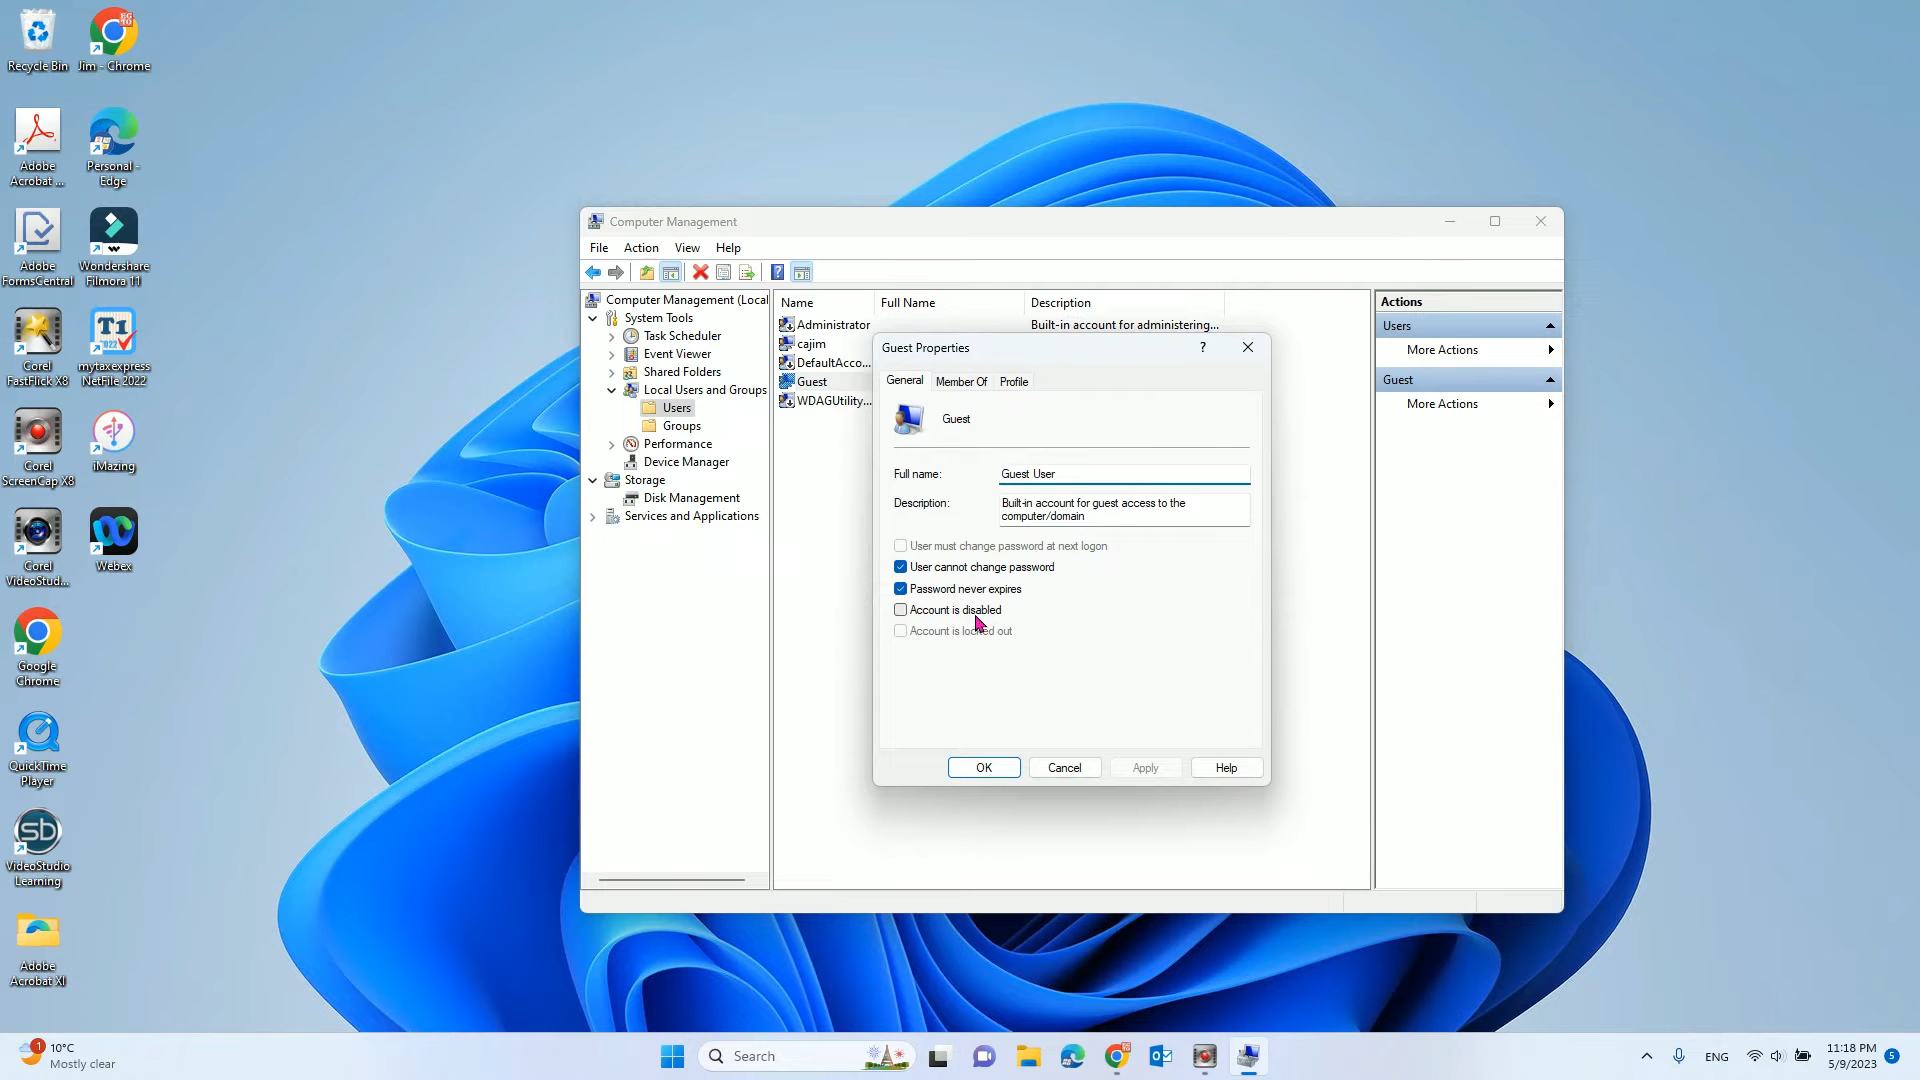 Recycle Bin
Jim - Chrome
Adobe
Acrobat ...
Personal -
Edge
Adobe
FormsCentral
Wondershare
Filmora 11
Corel
FastFlick X8
T1
mytaxexpress
NetFile 2022
Corel
ScreenCap X8
iMazing
Corel
VideoStud...
Webex
Google
Chrome
QuickTime
Player
sb
VideoStudio
Learning
Adobe
Acrobat XI
Computer Management
File Action View Help
Computer Management (Local
System Tools
Task Scheduler
Event Viewer
Shared Folders
Local Users and Groups
Users
Groups
Performance
Device Manager
Storage
Disk Management
Services and Applications
Name Full Name Description
Administrator Built-in account for administering...
cajim
DefaultAcco...
Guest
WDAGUtility...
Actions
Users
More Actions
Guest
More Actions
Guest Properties
General Member Of Profile
Guest
Full name: Guest User
Description: Built-in account for guest access to the
computer/domain
User must change password at next logon
User cannot change password
Password never expires
Account is disabled
Account is locked out
OK Cancel Apply Help
1
10°C
Mostly clear
Search
ENG
11:18 PM
5/9/2023
5